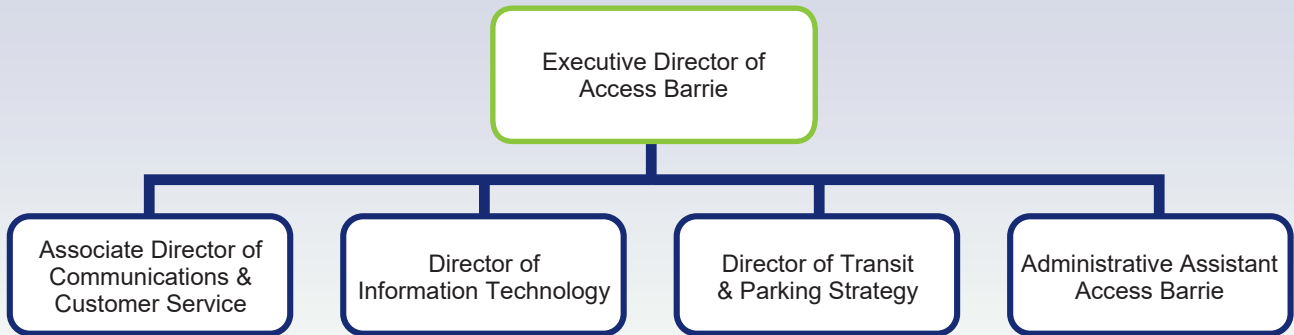 Executive Director of
Access Barrie
Associate Director of
Communications &
Customer Service
Director of
Information Technology
Director of Transit
& Parking Strategy
Administrative Assistant
Access Barrie